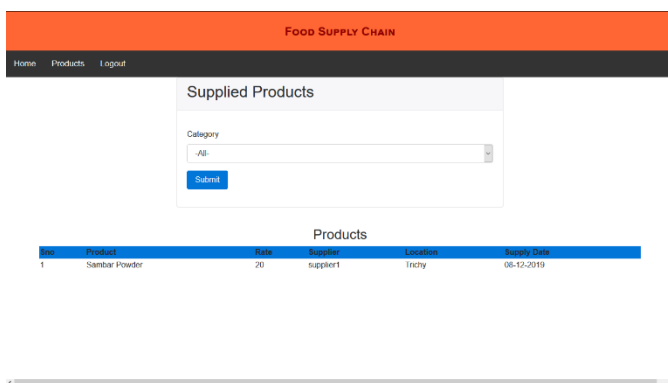 Food Supply Chain
Home Products Logout
Supplied Products
Category
-All-
Submit
Products
Sno Product Rate Supplier Location Supply Date
1 Sambar Powder 20 supplier1 Trichy 08-12-2019